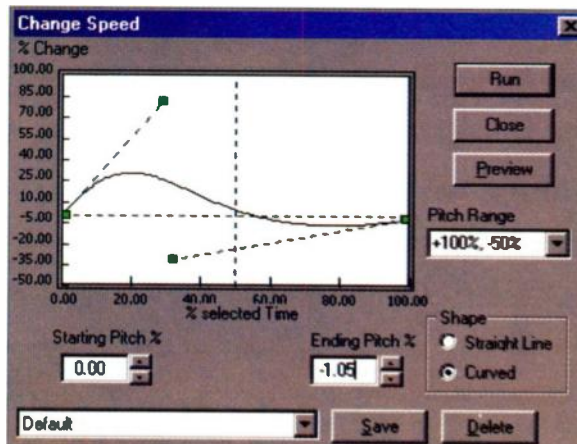 Change Speed
% Change
100.00
85.00
70.00
55.00
40.00
25.00
10.00
-5.00
-20.00
-35.00
-50.00
0.00 20.00 40.00 60.00 80.00 100.00
% selected Time
Run
Close
Preview
Pitch Range
+100%, -50%
Starting Pitch %
0.00
Ending Pitch %
-1.05
Shape
Straight Line
Curved
Default
Save
Delete